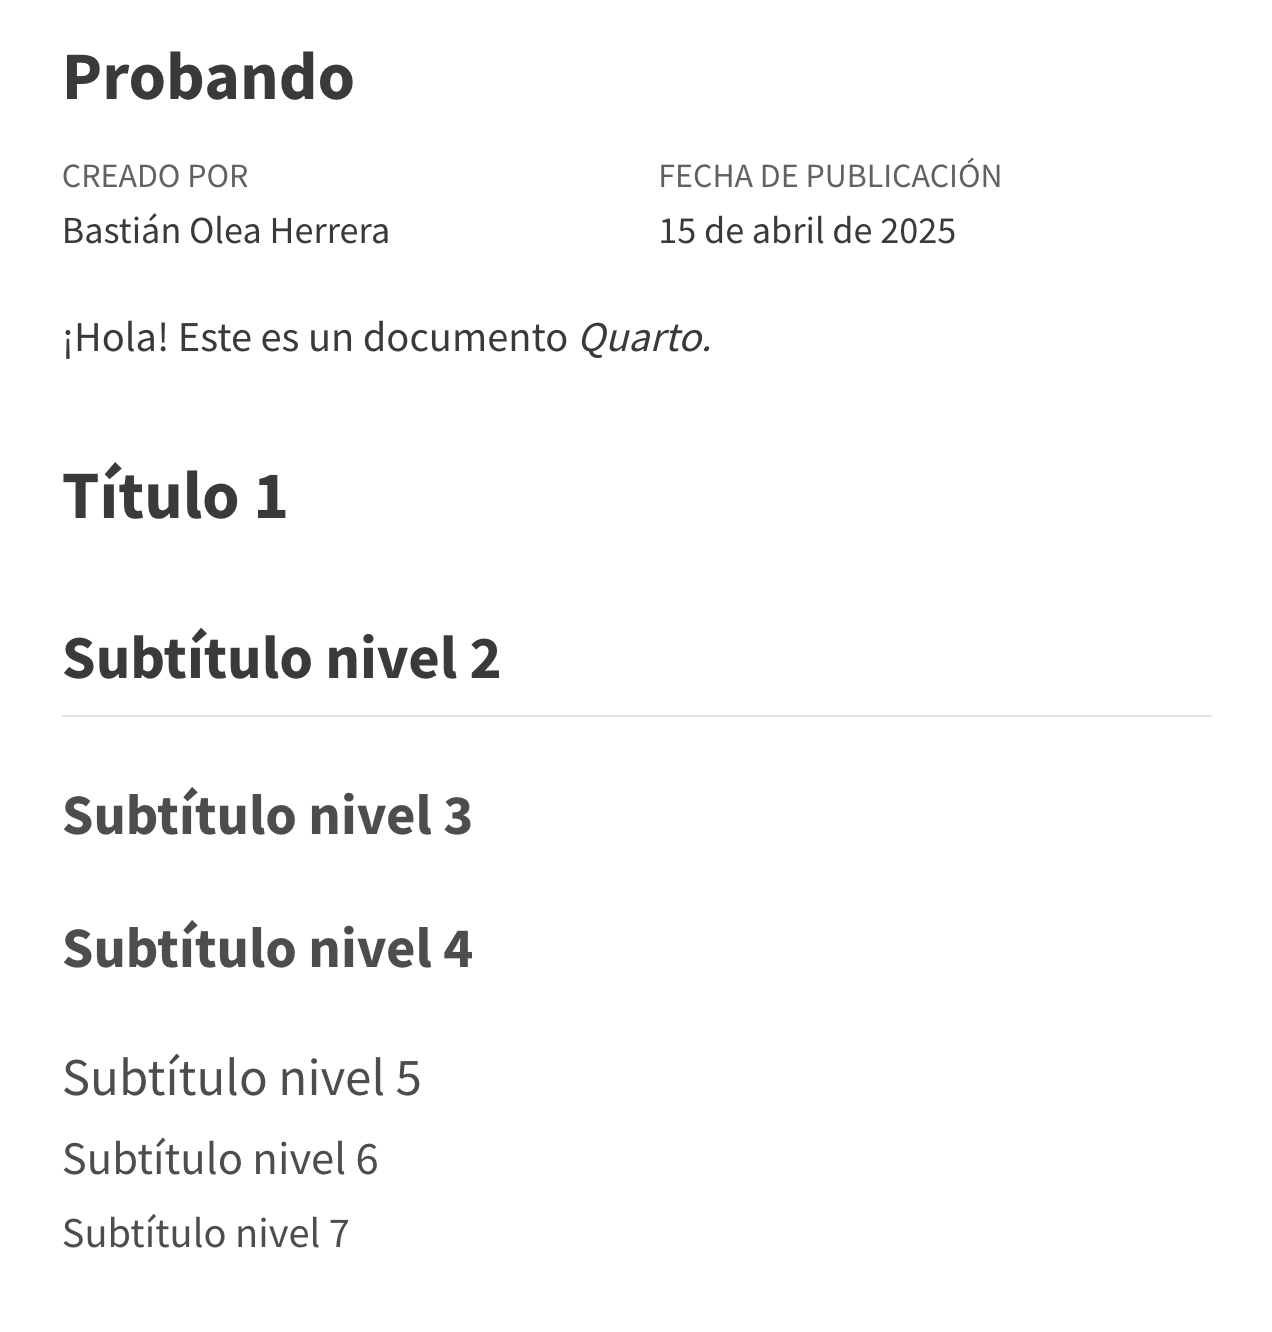 Probando
CREADO POR
Bastián Olea Herrera
FECHA DE PUBLICACIÓN
15 de abril de 2025
¡Hola! Este es un documento Quarto.
Título 1
Subtítulo nivel 2
Subtítulo nivel 3
Subtítulo nivel 4
Subtítulo nivel 5
Subtítulo nivel 6
Subtítulo nivel 7